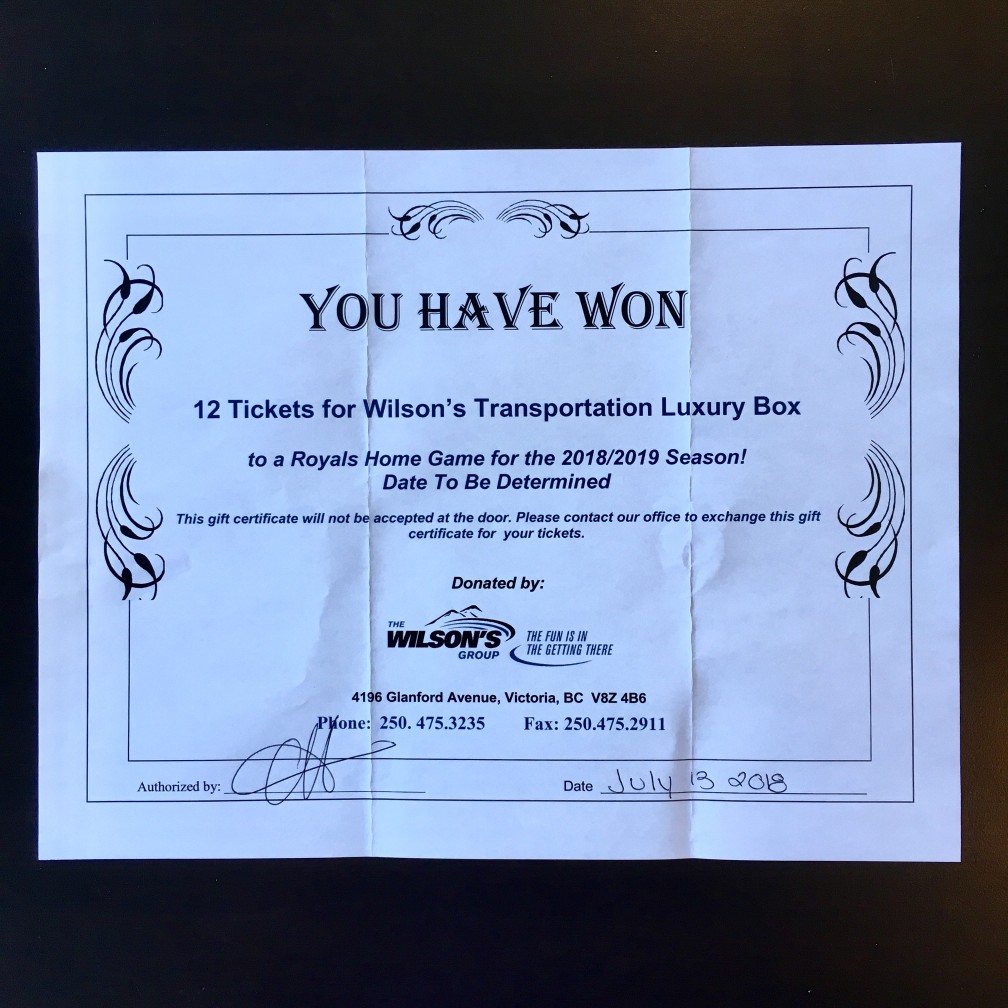 YOU HAVE WON
12 Tickets for Wilson's Transportation Luxury Box
to a Royals Home Game for the 2018/2019 Season!
Date To Be Determined
This gift certificate will not be accepted at the door. Please contact our office to exchange this gift
certificate for your tickets.
Donated by:
THE
WILSON'S
GROUP
THE FUN IS IN
THE GETTING THERE
4196 Glanford Avenue, Victoria, BC V8Z 4B6
Phone: 250. 475.3235 Fax: 250.475.2911
Authorized by: Date July 13 2018